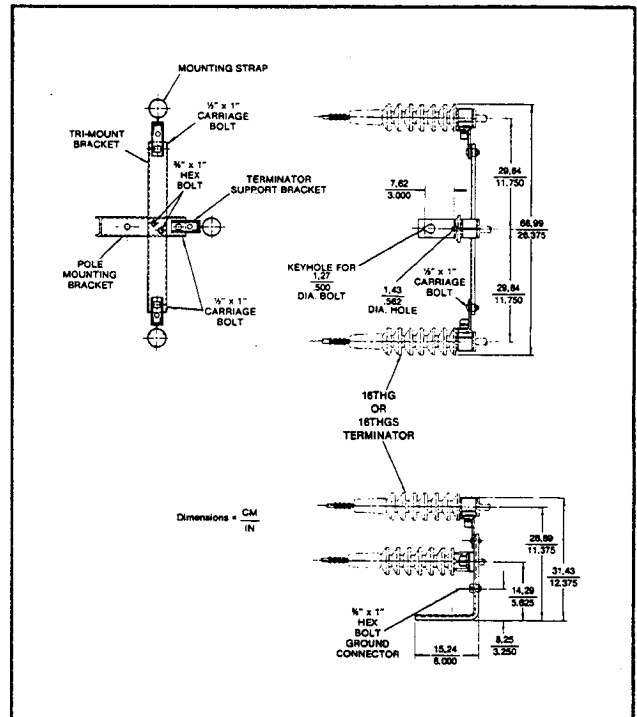 MOUNTING STRAP
½" x 1"
CARRIAGE
BOLT
TRI-MOUNT
BRACKET
⅜" x 1"
HEX
BOLT
TERMINATOR
SUPPORT BRACKET
POLE
MOUNTING
BRACKET
½" x 1"
CARRIAGE
BOLT
7,62
3.000
29,84
11.750
66,99
26.375
KEYHOLE FOR
1,27
.500
DIA. BOLT
1,43
.562
DIA. HOLE
½" x 1"
CARRIAGE
BOLT
29,84
11.750
16THG
OR
16THGS
TERMINATOR
Dimensions = CM
IN
28,89
11.375
31,43
12.375
14,29
5.625
⅜" x 1"
HEX
BOLT
GROUND
CONNECTOR
15,24
6.000
8,25
3.250